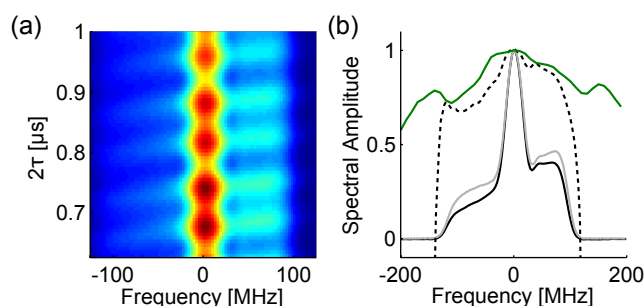 (a)
1
0.9
0.8
0.7
2τ [µs]
-100
0
100
Frequency [MHz]
(b)
1
0.5
0
Spectral Amplitude
-200
0
200
Frequency [MHz]